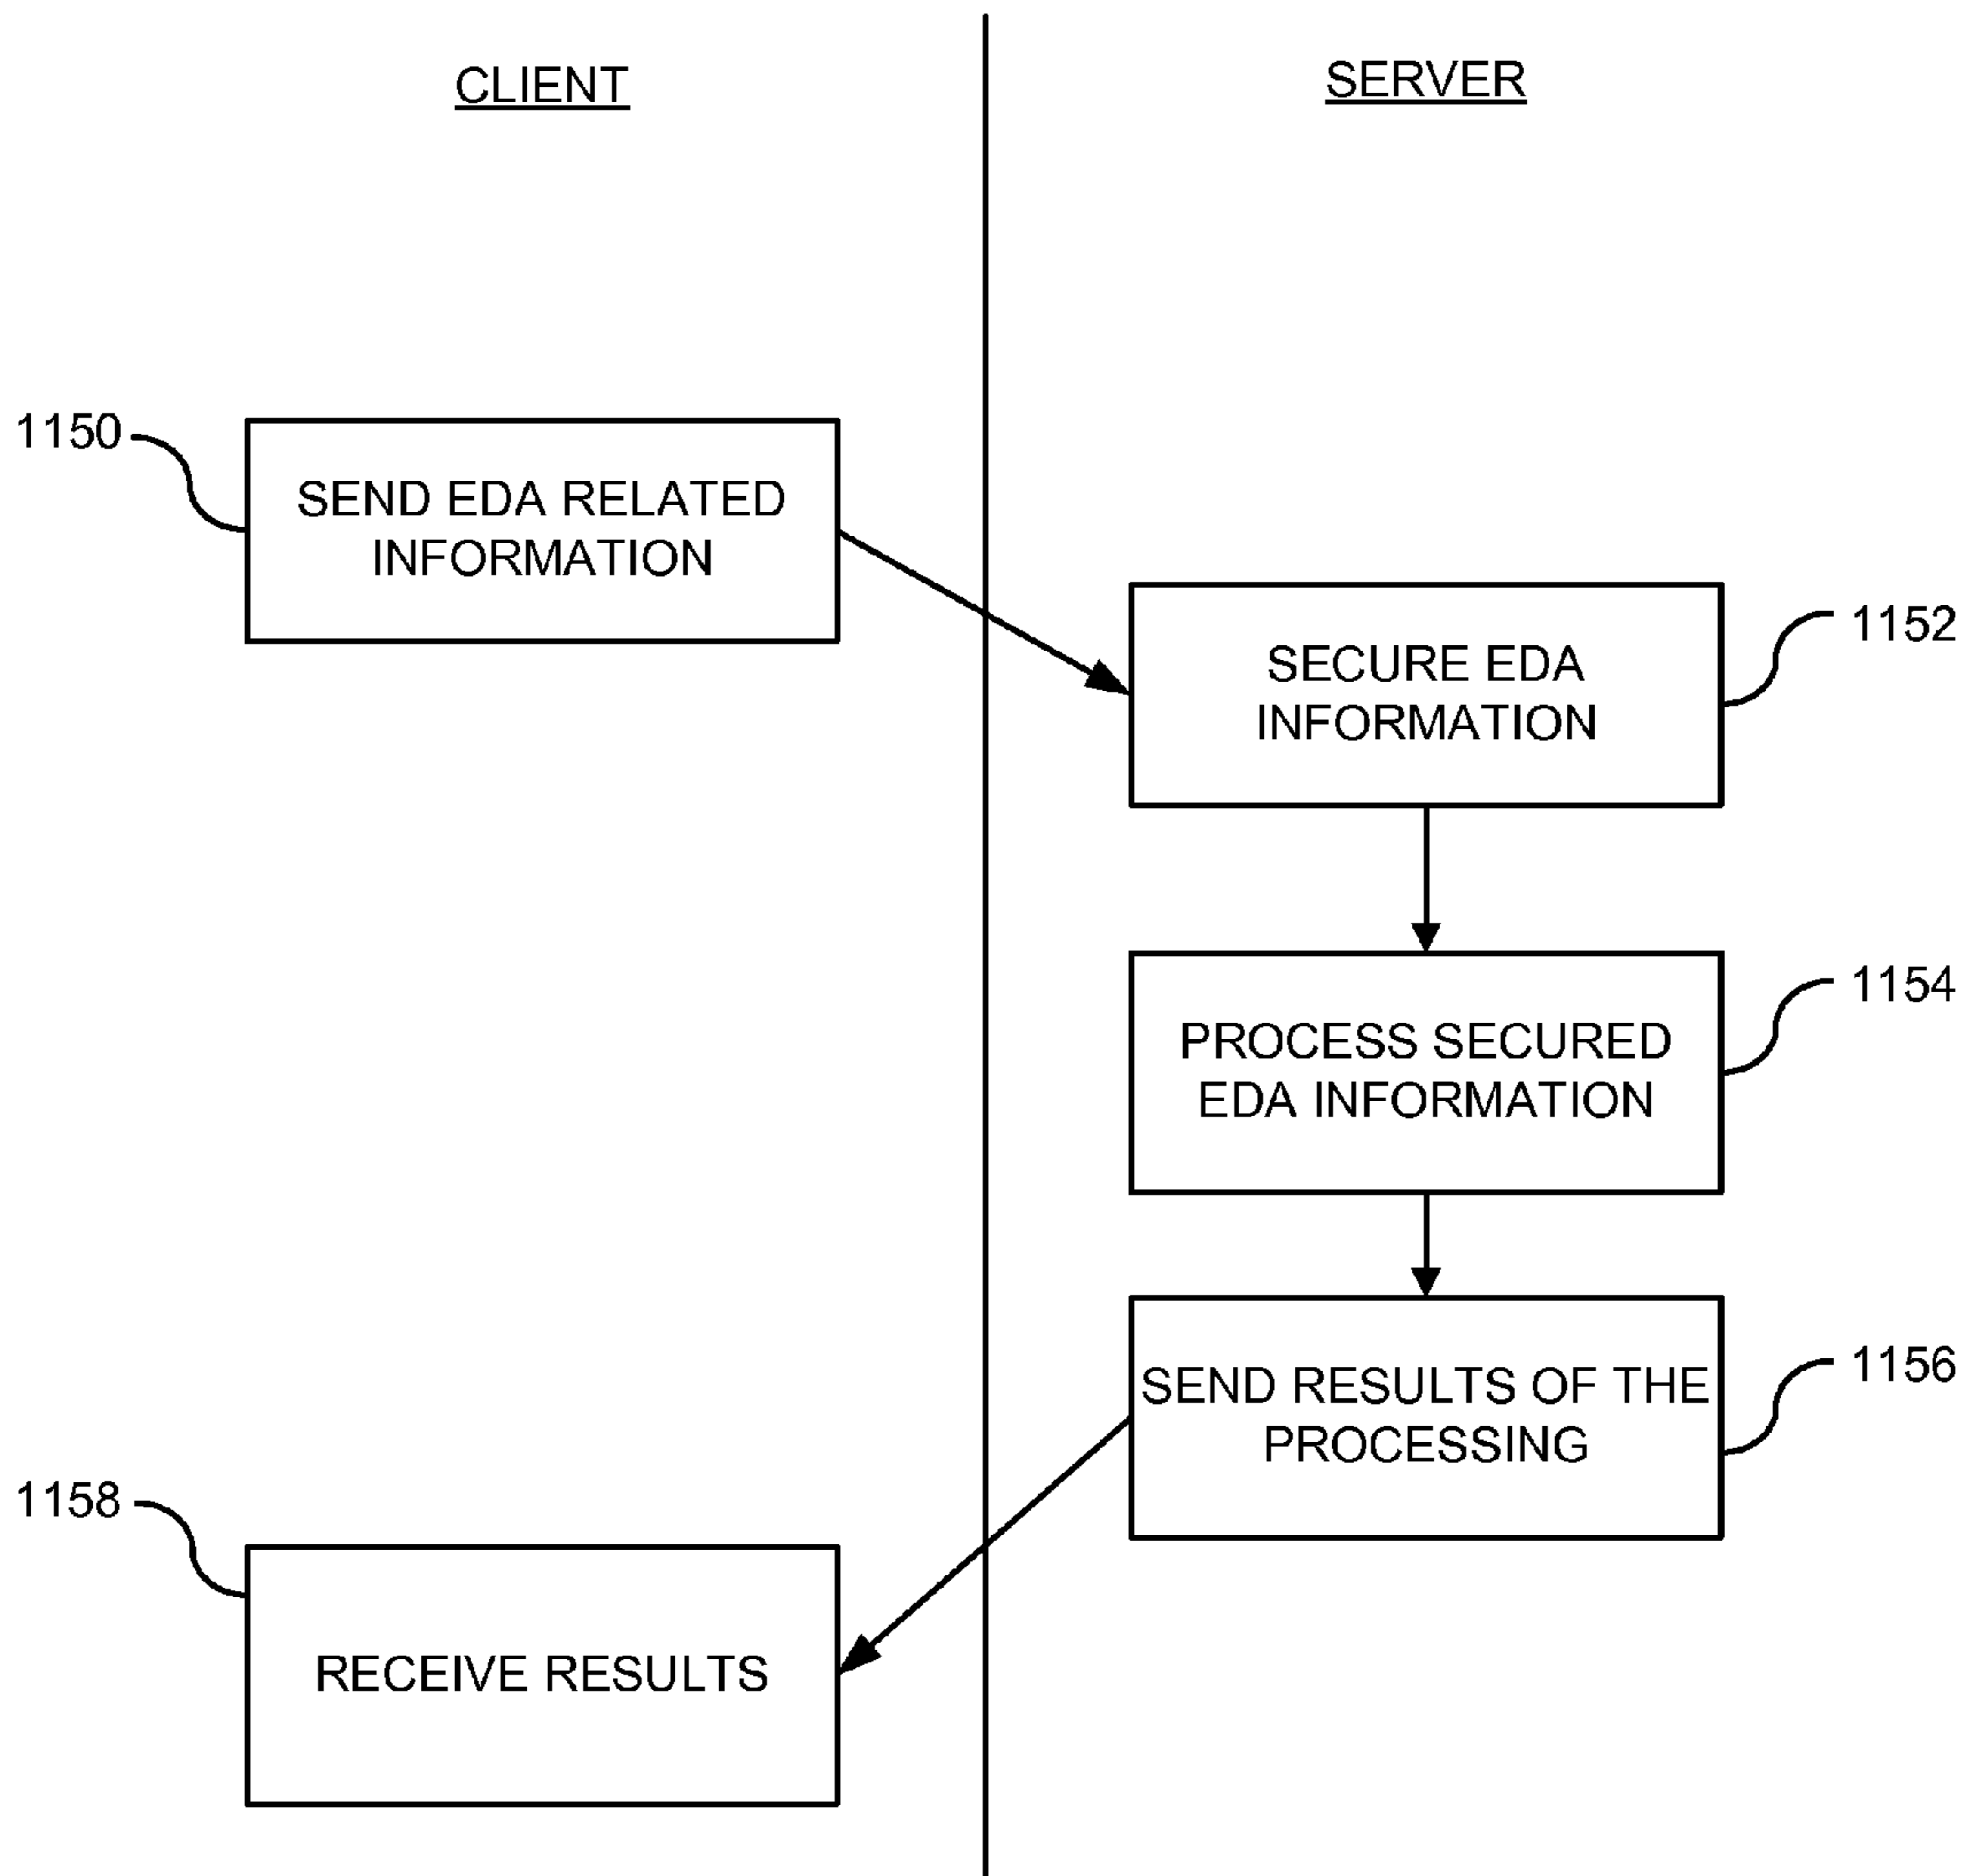 CLIENT
SERVER
1150
SEND EDA RELATED
INFORMATION
1152
SECURE EDA
INFORMATION
1154
PROCESS SECURED
EDA INFORMATION
1156
SEND RESULTS OF THE
PROCESSING
1158
RECEIVE RESULTS